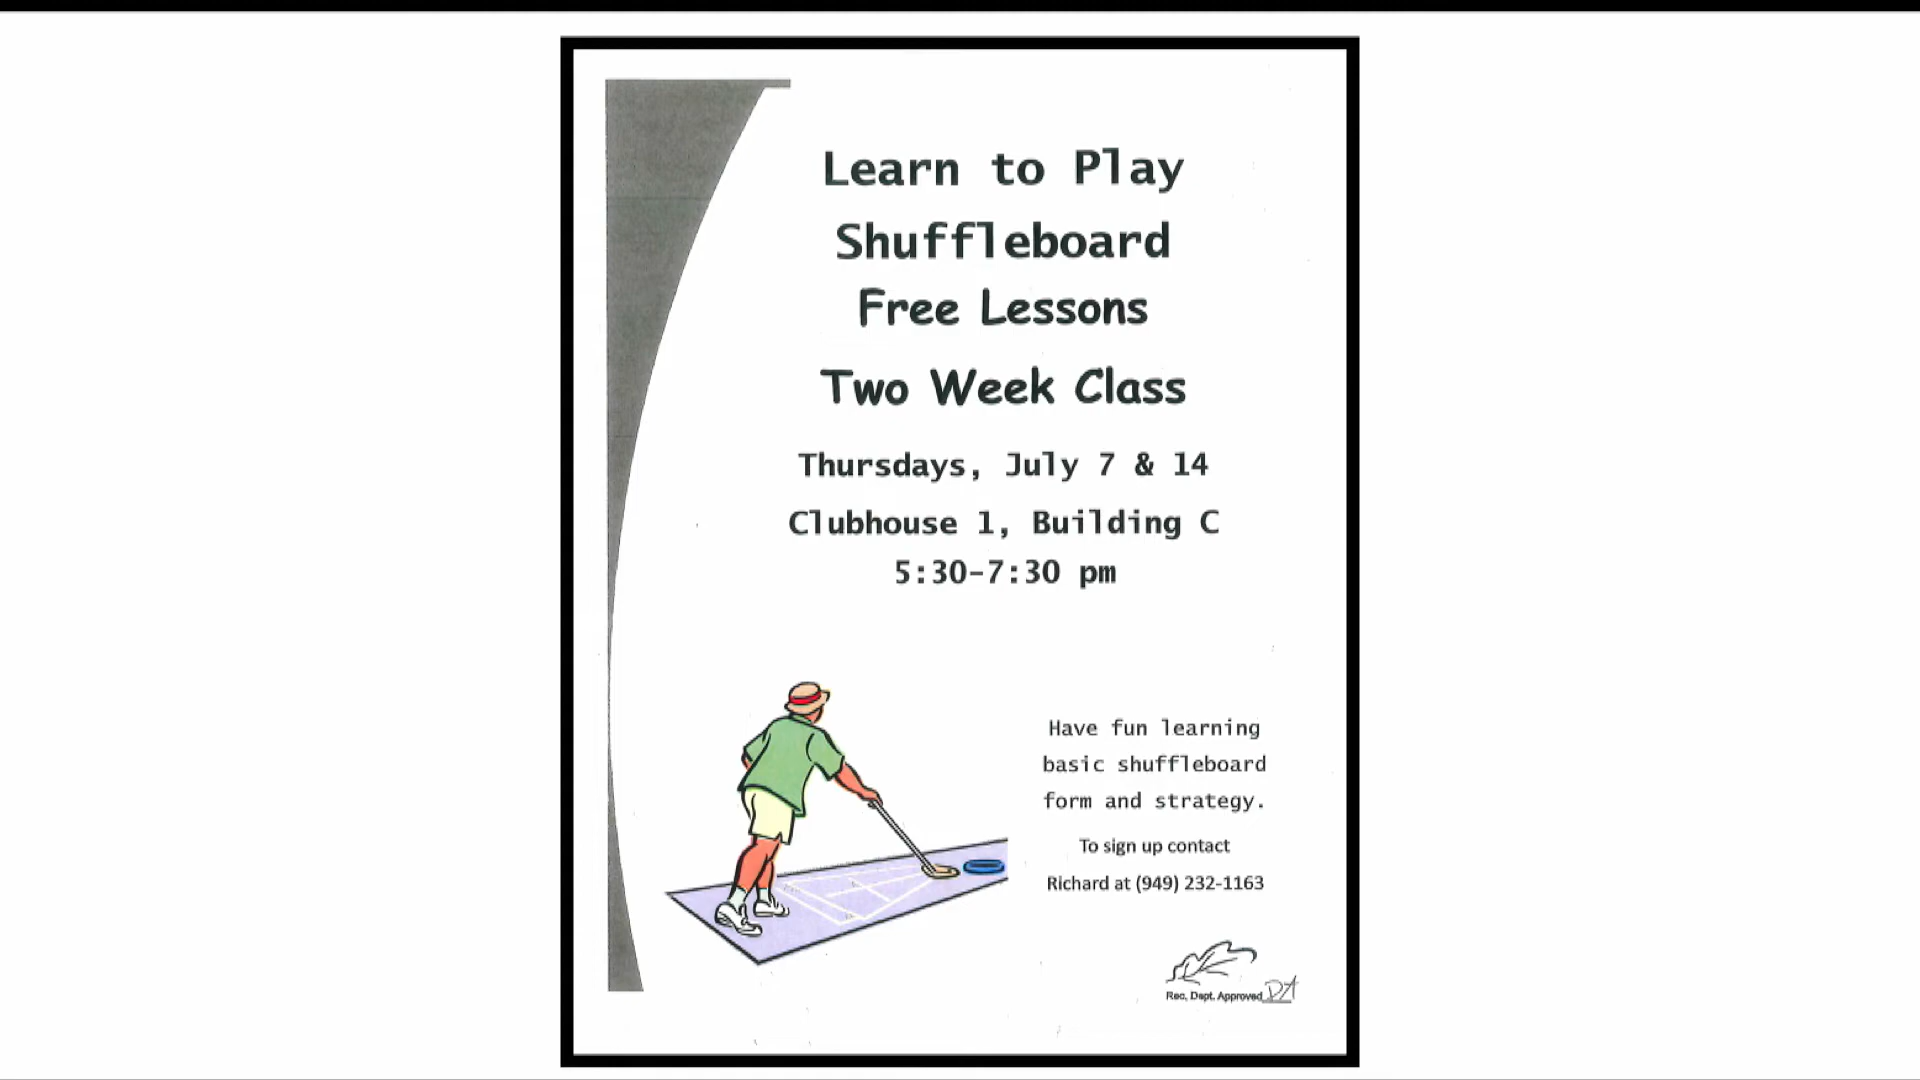 Learn to Play
Shuffleboard
Free Lessons
Two Week Class
Thursdays, July 7 & 14
Clubhouse 1, Building C
5:30-7:30 pm
Have fun learning
basic shuffleboard
form and strategy.
To sign up contact
Richard at (949) 232-1163
Rec. Dept. Approved DA